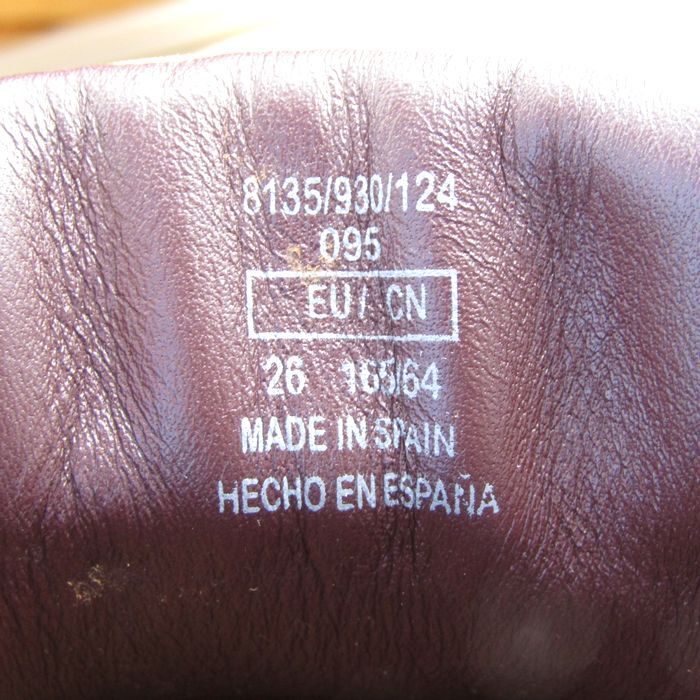 8135/930/124
095
EU/ CN
26 165/64
MADE IN SPAIN
HECHO EN ESPAÑA